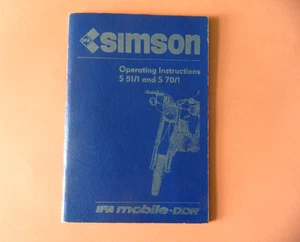 simson
Operating Instructions
S 51/1 and S 70/1
IFA mobile-DDR